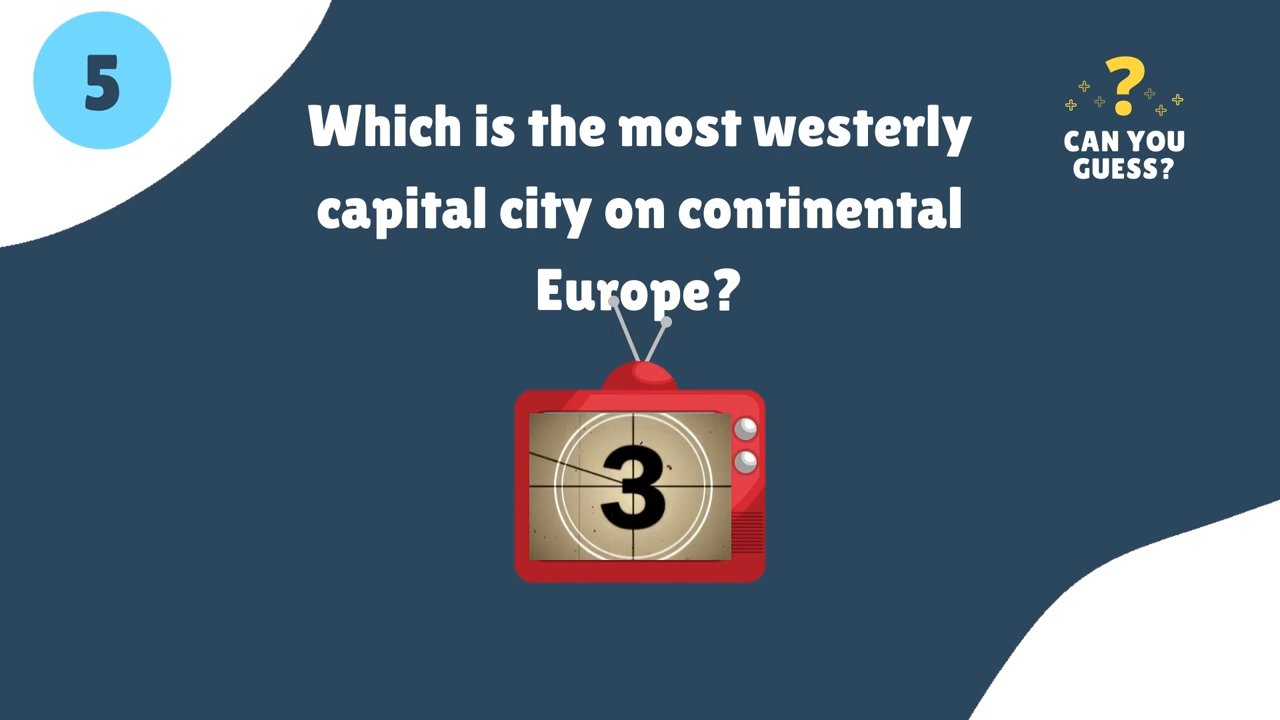 5
Which is the most westerly
capital city on continental
Europe?
?
CAN YOU
GUESS?
3